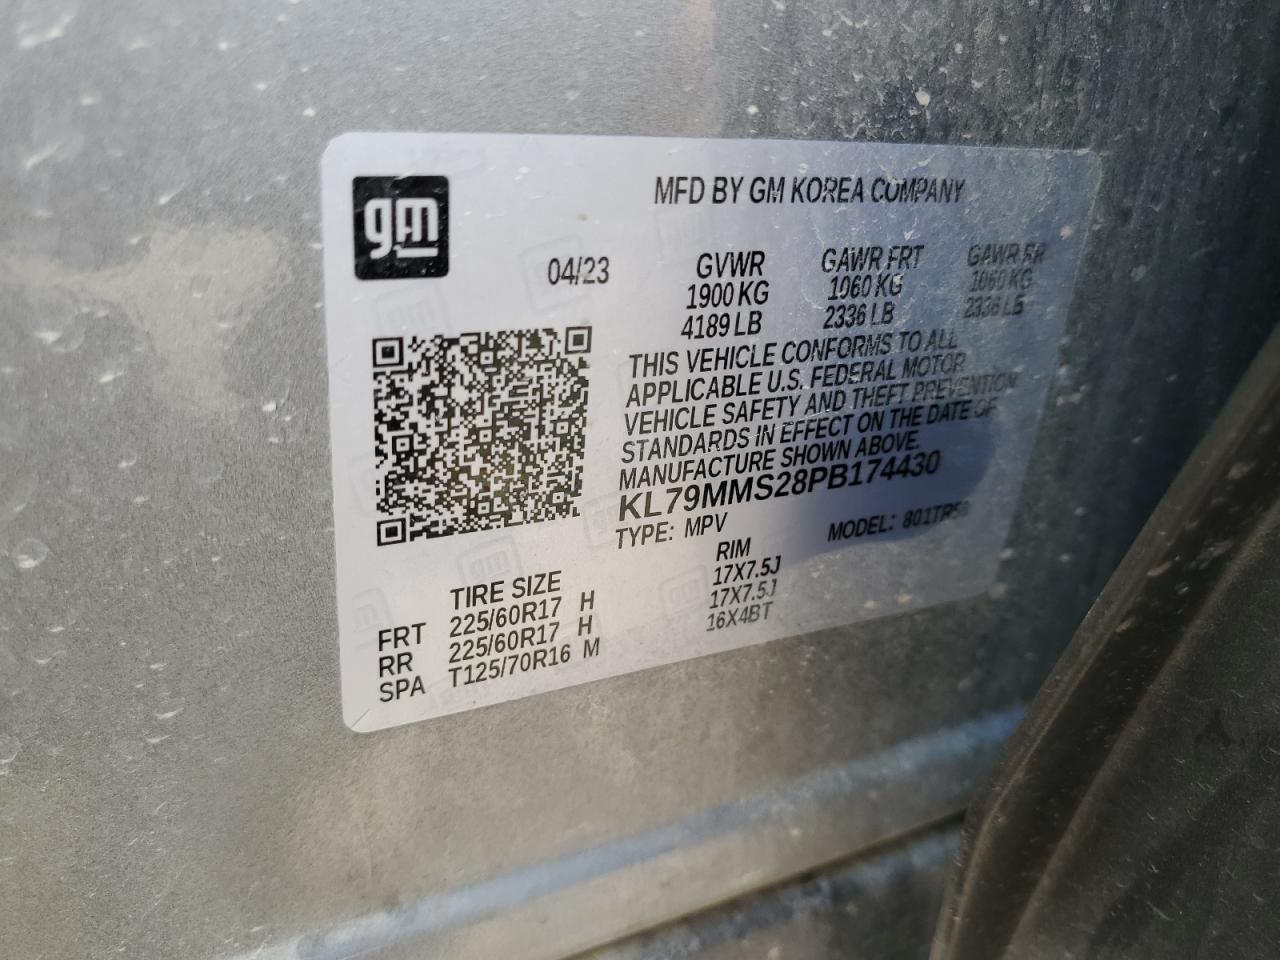 gm
MFD BY GM KOREA COMPANY
04/23 GVWR GAWR FRT GAWR RR
1900 KG 1060 KG 1060 KG
4189 LB 2336 LB 2336 LB
THIS VEHICLE CONFORMS TO ALL
APPLICABLE U.S. FEDERAL MOTOR
VEHICLE SAFETY AND THEFT PREVENTION
STANDARDS IN EFFECT ON THE DATE OF
MANUFACTURE SHOWN ABOVE.
KL79MMS28PB174430
TYPE: MPV MODEL:
TIRE SIZE RIM
FRT 225/60R17 H 17X7.5J
RR 225/60R17 H 17X7.5J
SPA T125/70R16 M 16X4BT